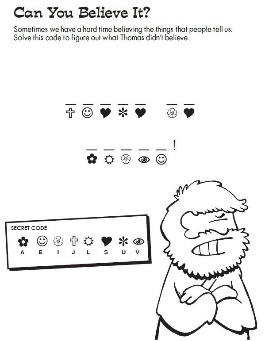 Can You Believe It?
Sometimes we have a hard time believing the things that people tell us.
Solve this code to figure out what Thomas didn't believe.
!
SECRET CODE
A E I J L S U V